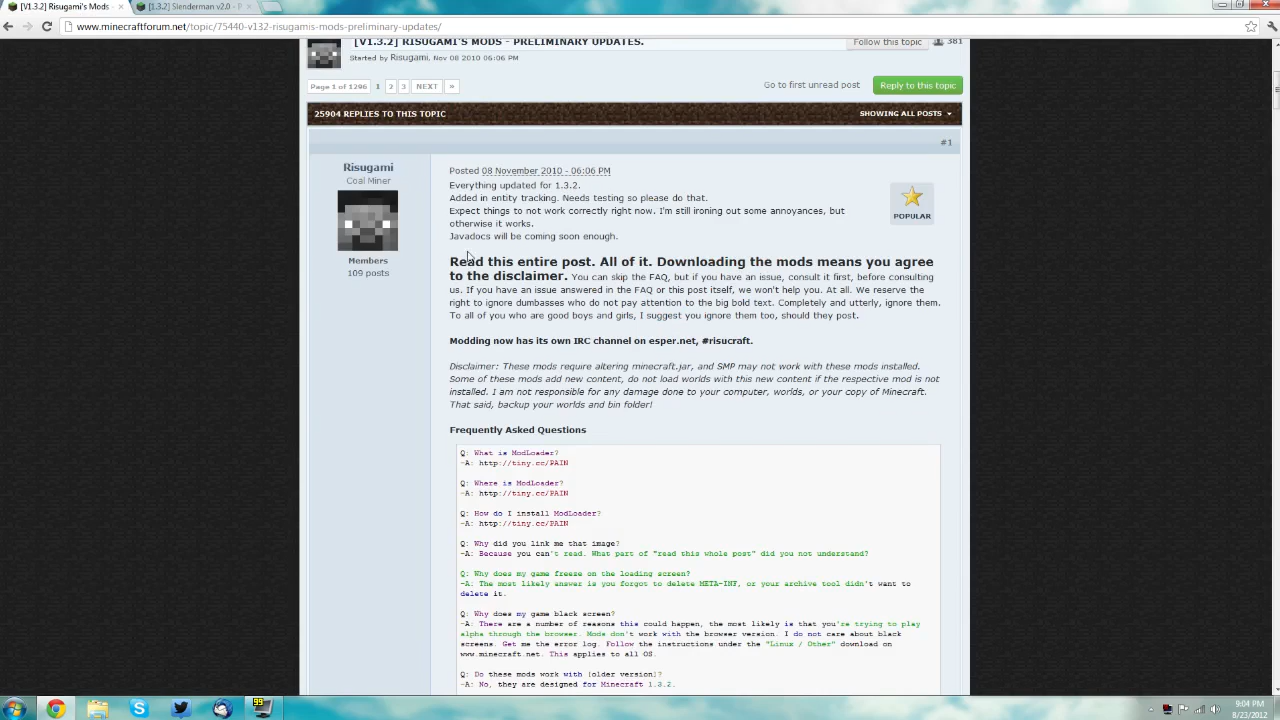 [V1.3.2] Risugami's Mods -
[1.3.2] Slenderman v2.0 -
www.minecraftforum.net/topic/75440-v132-risugamis-mods-preliminary-updates/
[V1.3.2] RISUGAMI'S MODS - PRELIMINARY UPDATES.
Started by Risugami, Nov 08 2010 06:06 PM
Follow this topic
381
Page 1 of 1296 1 2 3 NEXT »
Go to first unread post
Reply to this topic
25904 REPLIES TO THIS TOPIC
SHOWING ALL POSTS
#1
Risugami
Coal Miner
Members
109 posts
Posted 08 November 2010 - 06:06 PM
Everything updated for 1.3.2.
Added in entity tracking. Needs testing so please do that.
Expect things to not work correctly right now. I'm still ironing out some annoyances, but
otherwise it works.
Javadocs will be coming soon enough.
POPULAR
Read this entire post. All of it. Downloading the mods means you agree
to the disclaimer. You can skip the FAQ, but if you have an issue, consult it first, before consulting
us. If you have an issue answered in the FAQ or this post itself, we won't help you. At all. We reserve the
right to ignore dumbasses who do not pay attention to the big bold text. Completely and utterly, ignore them.
To all of you who are good boys and girls, I suggest you ignore them too, should they post.
Modding now has its own IRC channel on esper.net, #risucraft.
Disclaimer: These mods require altering minecraft.jar, and SMP may not work with these mods installed.
Some of these mods add new content, do not load worlds with this new content if the respective mod is not
installed. I am not responsible for any damage done to your computer, worlds, or your copy of Minecraft.
That said, backup your worlds and bin folder!
Frequently Asked Questions
Q: What is ModLoader?
-A: http://tiny.cc/PAIN
Q: Where is ModLoader?
-A: http://tiny.cc/PAIN
Q: How do I install ModLoader?
-A: http://tiny.cc/PAIN
Q: Why did you link me that image?
-A: Because you can't read. What part of "read this whole post" did you not understand?
Q: Why does my game freeze on the loading screen?
-A: The most likely answer is you forgot to delete META-INF, or your archive tool didn't want to
delete it.
Q: Why does my game black screen?
-A: There are a number of reasons this could happen, the most likely is that you're trying to play
alpha through the browser. Mods don't work with the browser version. I do not care about black
screens. Get me the error log. Follow the instructions under the "Linux / Other" download on
www.minecraft.net. This applies to all OS.
Q: Do these mods work with [older version]?
-A: No, they are designed for Minecraft 1.3.2.
99
9:04 PM
8/23/2012